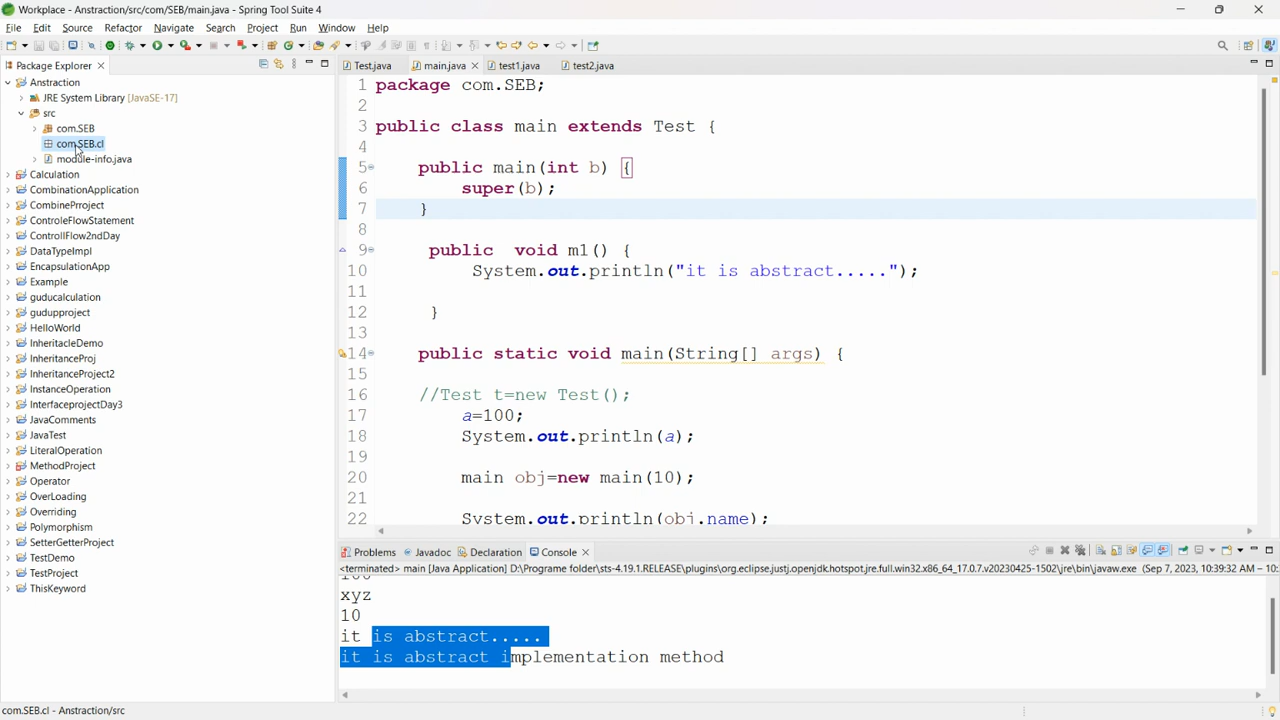 Workplace - Anstraction/src/com/SEB/main.java - Spring Tool Suite 4
File Edit Source Refactor Navigate Search Project Run Window Help
Package Explorer
Test.java main.java test1.java test2.java
Anstraction
JRE System Library [JavaSE-17]
src
com.SEB
com.SEB.cl
module-info.java
Calculation
CombinationApplication
CombinePrroject
ControleFlowStatement
ControllFlow2ndDay
DataTypeImpl
EncapsulationApp
Example
guducalculation
gudupproject
HelloWorld
InheritacleDemo
InheritanceProj
InheritanceProject2
InstanceOperation
InterfaceprojectDay3
JavaComments
JavaTest
LiteralOperation
MethodProject
Operator
OverLoading
Overriding
Polymorphism
SetterGetterProject
TestDemo
TestProject
ThisKeyword
1 package com.SEB;
2
3 public class main extends Test {
4
5 public main(int b) {
6 super(b);
7 }
8
9 public void m1() {
10 System.out.println("it is abstract.....");
11
12 }
13
14 public static void main(String[] args) {
15
16 //Test t=new Test();
17 a=100;
18 System.out.println(a);
19
20 main obj=new main(10);
21
22 System.out.println(obj.name);
Problems Javadoc Declaration Console
<terminated> main [Java Application] D:\Programe folder\sts-4.19.1.RELEASE\plugins\org.eclipse.justj.openjdk.hotspot.jre.full.win32.x86_64_17.0.7.v20230425-1502\jre\bin\javaw.exe (Sep 7, 2023, 10:39:32 AM – 10:
100
xyz
10
it is abstract.....
it is abstract implementation method
com.SEB.cl - Anstraction/src